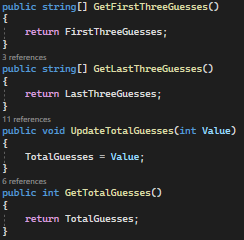 public string[] GetFirstThreeGuesses()
{
return FirstThreeGuesses;
}
3 references
public string[] GetLastThreeGuesses()
{
return LastThreeGuesses;
}
11 references
public void UpdateTotalGuesses(int Value)
{
TotalGuesses = Value;
}
6 references
public int GetTotalGuesses()
{
return TotalGuesses;
}